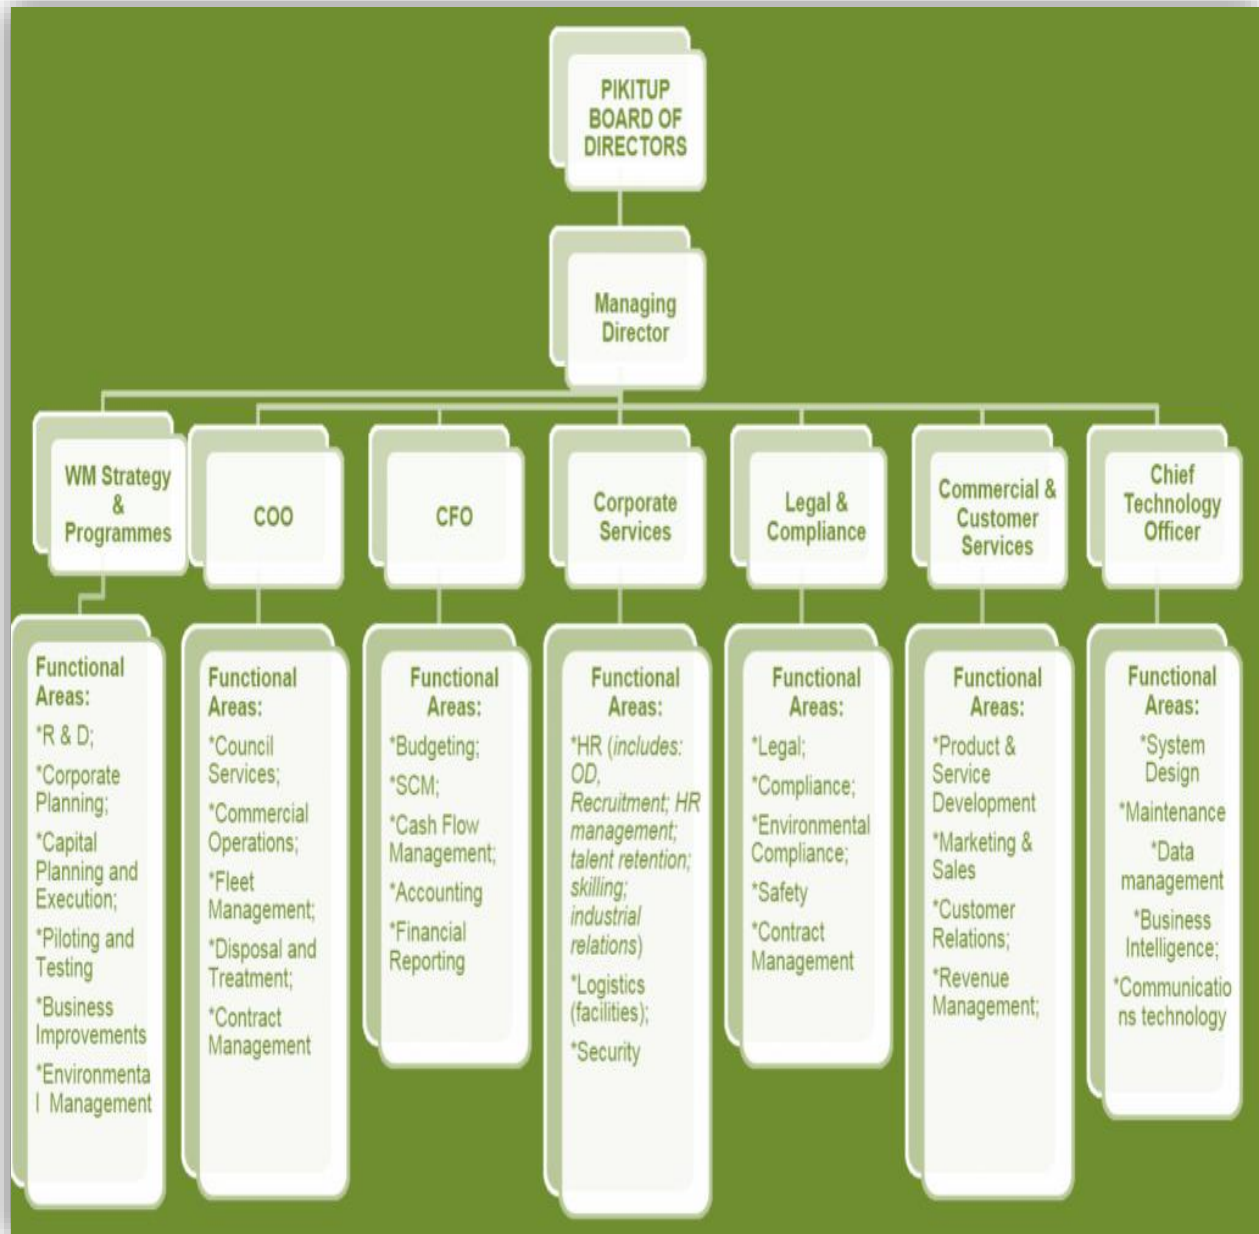 PIKITUP
BOARD OF
DIRECTORS
Managing
Director
WM Strategy
&
Programmes
COO
CFO
Corporate
Services
Legal &
Compliance
Commercial &
Customer
Services
Chief
Technology
Officer
Functional
Areas:
*R & D;
*Corporate
Planning;
*Capital
Planning and
Execution;
*Piloting and
Testing
*Business
Improvements
*Environmenta
l Management
Functional
Areas:
*Council
Services;
*Commercial
Operations;
*Fleet
Management;
*Disposal and
Treatment;
*Contract
Management
Functional
Areas:
*Budgeting;
*SCM;
*Cash Flow
Management;
*Accounting
*Financial
Reporting
Functional
Areas:
*HR (includes:
OD,
Recruitment; HR
management;
talent retention;
skilling;
industrial
relations)
*Logistics
(facilities);
*Security
Functional
Areas:
*Legal;
*Compliance;
*Environmental
Compliance;
*Safety
*Contract
Management
Functional
Areas:
*Product &
Service
Development
*Marketing &
Sales
*Customer
Relations;
*Revenue
Management;
Functional
Areas:
*System
Design
*Maintenance
*Data
management
*Business
Intelligence;
*Communicatio
ns technology